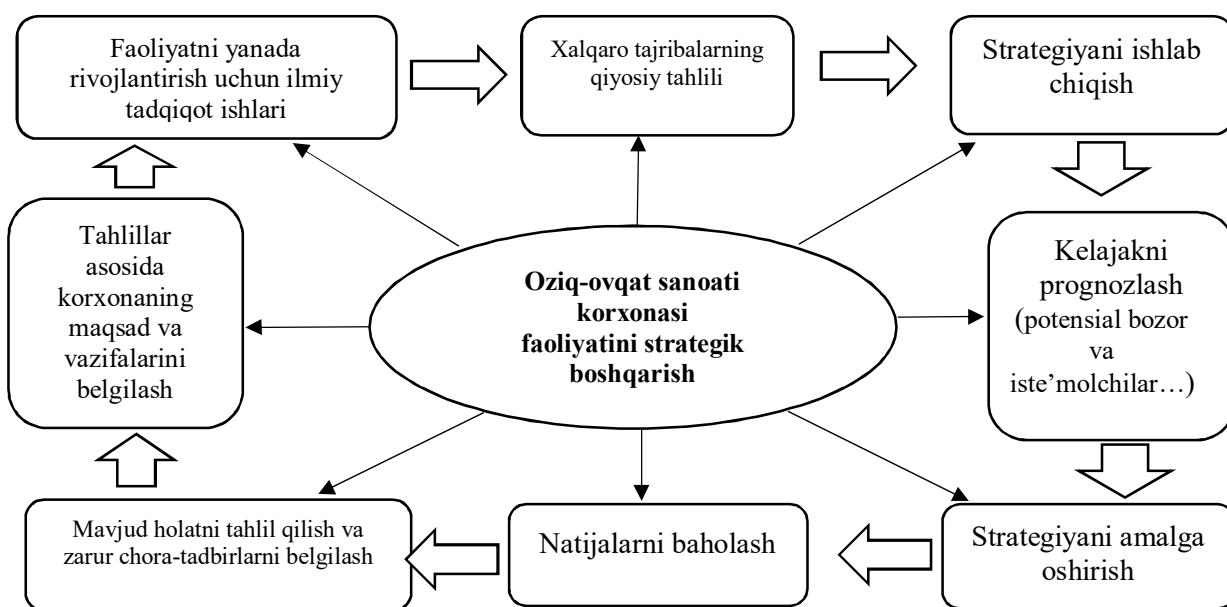 Faoliyatni yanada
rivojlantirish uchun ilmiy
tadqiqot ishlari
Xalqaro tajribalarning
qiyosiy tahlili
Strategiyani ishlab
chiqish
Tahlillar
asosida
korxonaning
maqsad va
vazifalarini
belgilash
Oziq-ovqat sanoati
korxonasi
faoliyatini strategik
boshqarish
Kelajakni
prognozlash
(potensial bozor
va
iste’molchilar…)
Mavjud holatni tahlil qilish va
zarur chora-tadbirlarni belgilash
Natijalarni baholash
Strategiyani amalga
oshirish